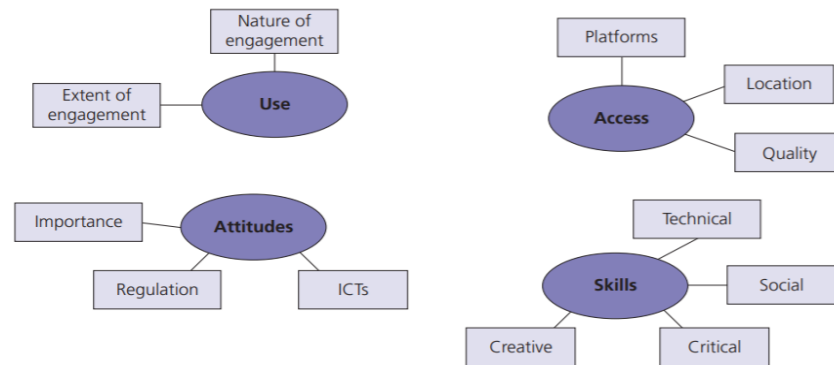 Nature of
engagement
Extent of
engagement
Use
Platforms
Location
Access
Quality
Importance
Attitudes
Regulation
ICTs
Technical
Skills
Social
Creative
Critical